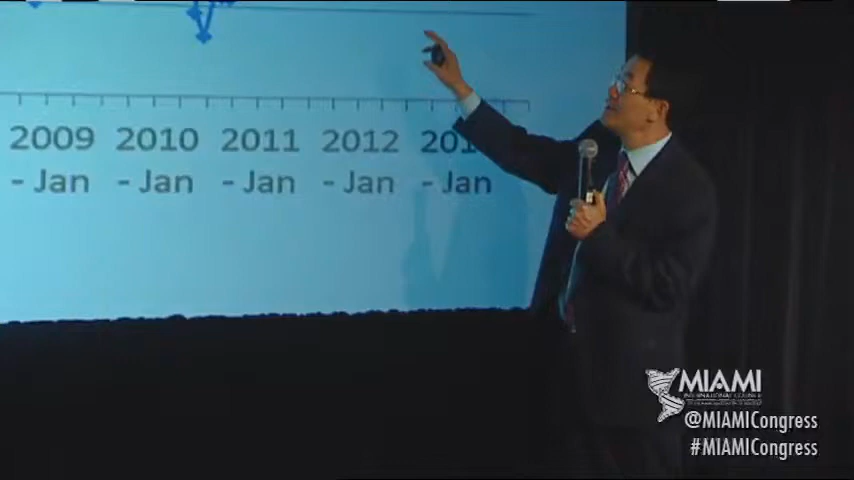 2009 2010 2011 2012
- Jan - Jan - Jan - Jan - Jan
MIAMI
@MIAMICongress
#MIAMICongress